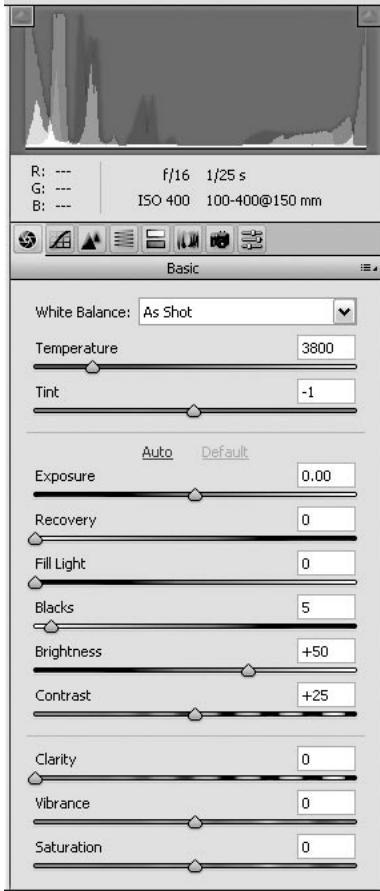 R: --- f/16 1/25 s
G: ---
B: --- ISO 400 100-400@150 mm
Basic
White Balance: As Shot
Temperature 3800
Tint -1
Auto Default
Exposure 0.00
Recovery 0
Fill Light 0
Blacks 5
Brightness +50
Contrast +25
Clarity 0
Vibrance 0
Saturation 0